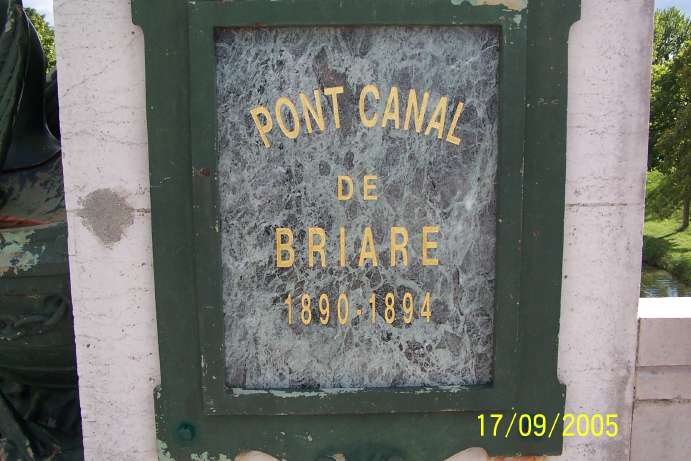 PONT CANAL
DE
BRIARE
1890-1894
17/09/2005